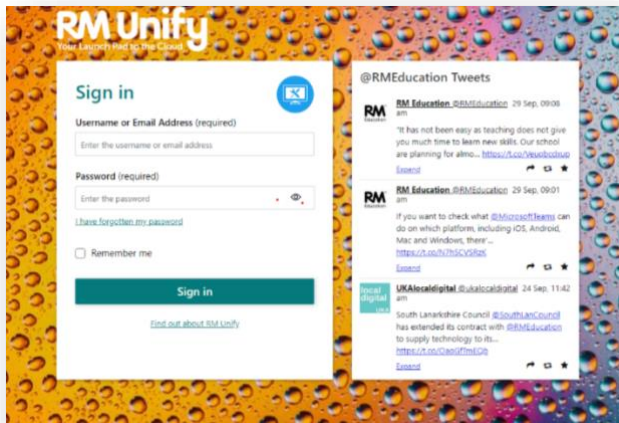 RM Unify
Your Launch Pad to the Cloud
Sign in
Username or Email Address (required)
Enter the username or email address
Password (required)
Enter the password
I have forgotten my password
Remember me
Sign in
Find out about RM Unify
@RMEducation Tweets
RM Education @RMEducation 29 Sep, 09:08
am
"It has not been easy as teaching does not give
you much time to learn new skills. Our school
are planning for almo...
Expand
RM Education @RMEducation 29 Sep, 09:01
am
If you want to check what @MicrosoftTeams can
do on which platform, including iOS, Android,
Mac and Windows, there'...
Expand
local
digital
UKAlocaldigital @ukalocaldigital 24 Sep, 11:42
am
South Lanarkshire Council @SouthLanCouncil
has extended its contract with @RMEducation
to supply technology to its...
Expand